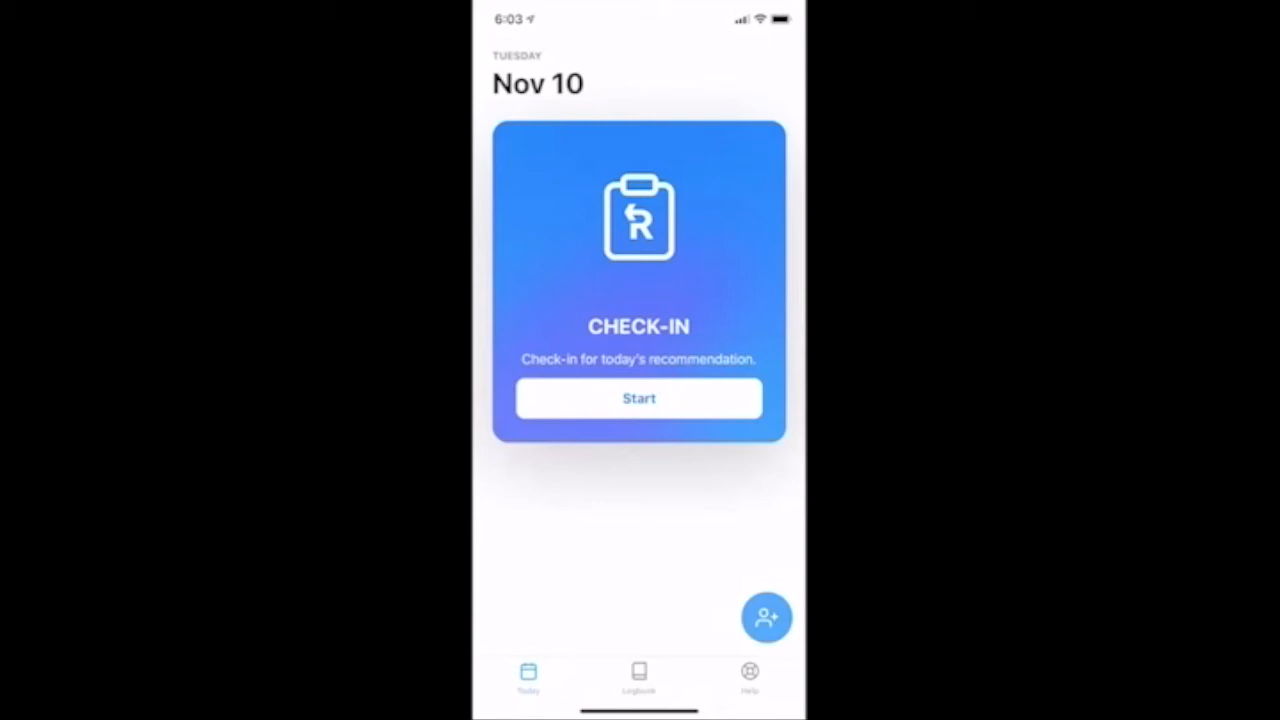 6:03
TUESDAY
Nov 10
R
CHECK-IN
Check-in for today's recommendation.
Start
Today
Logbook
Help